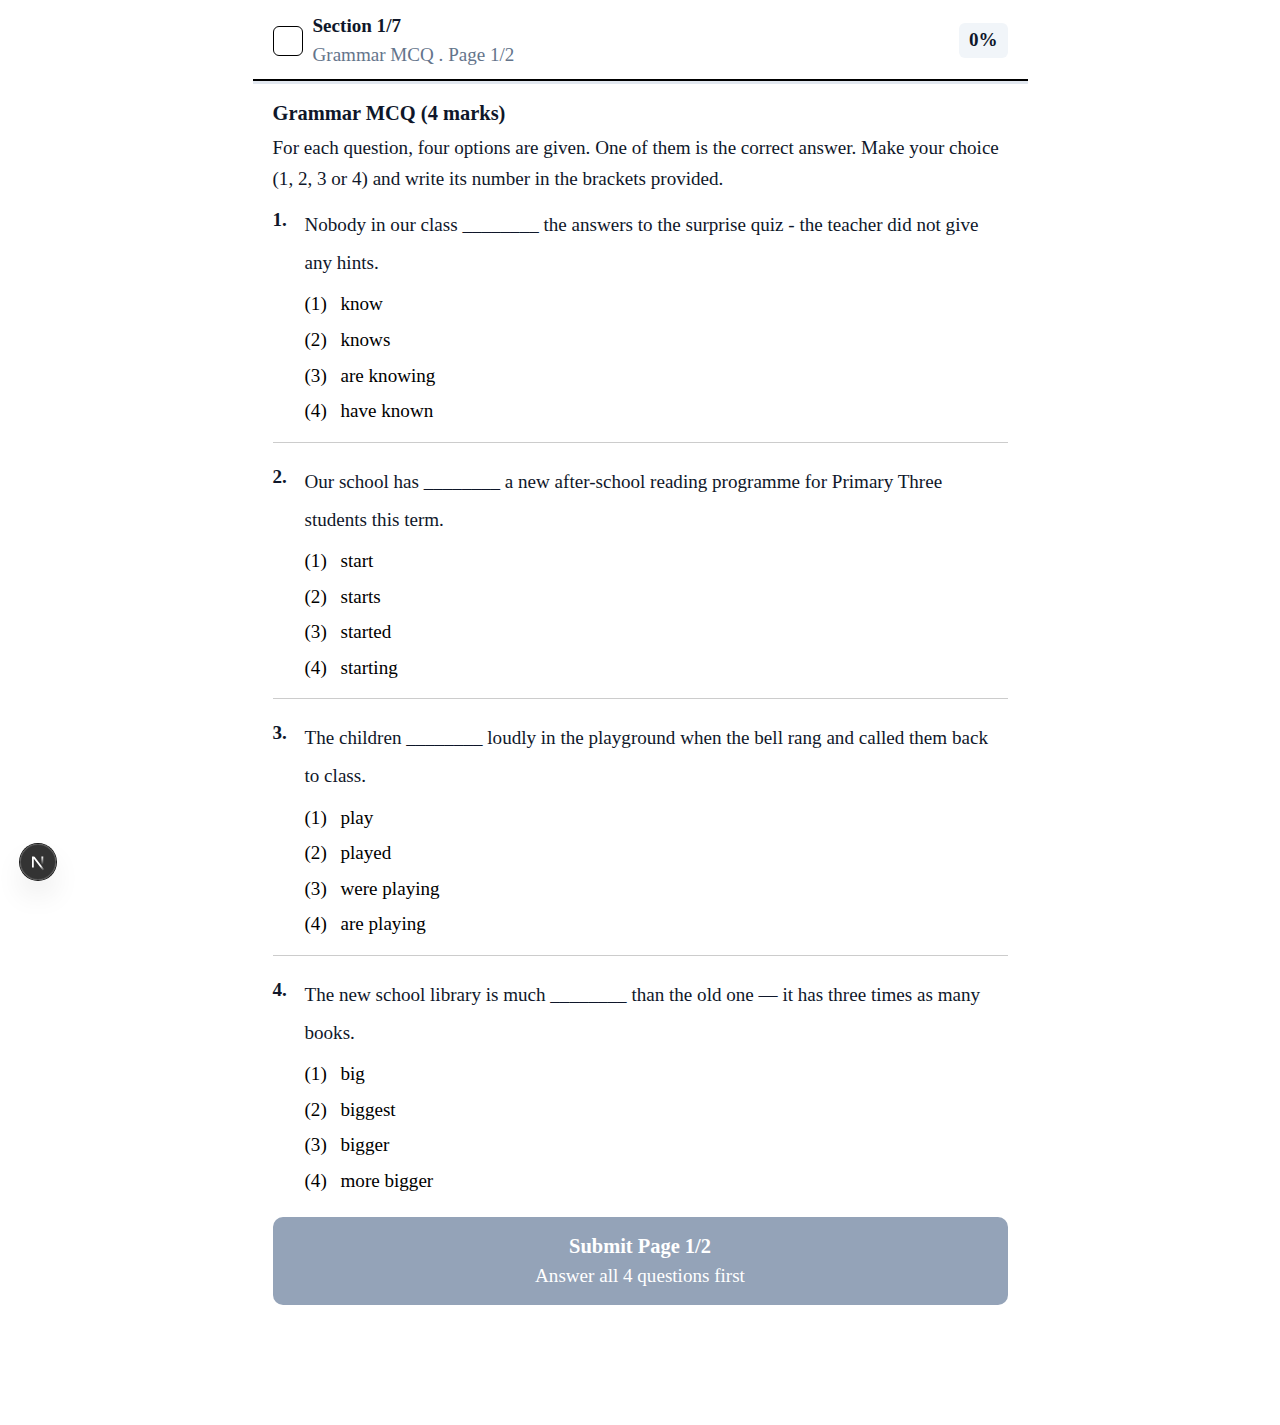 Section 1/7
Grammar MCQ . Page 1/2
0%
Grammar MCQ (4 marks)
For each question, four options are given. One of them is the correct answer. Make your choice
(1, 2, 3 or 4) and write its number in the brackets provided.
1. Nobody in our class ________ the answers to the surprise quiz - the teacher did not give
any hints.
(1) know
(2) knows
(3) are knowing
(4) have known
2. Our school has ________ a new after-school reading programme for Primary Three
students this term.
(1) start
(2) starts
(3) started
(4) starting
3. The children ________ loudly in the playground when the bell rang and called them back
to class.
(1) play
(2) played
(3) were playing
(4) are playing
4. The new school library is much ________ than the old one — it has three times as many
books.
(1) big
(2) biggest
(3) bigger
(4) more bigger
Submit Page 1/2
Answer all 4 questions first
N